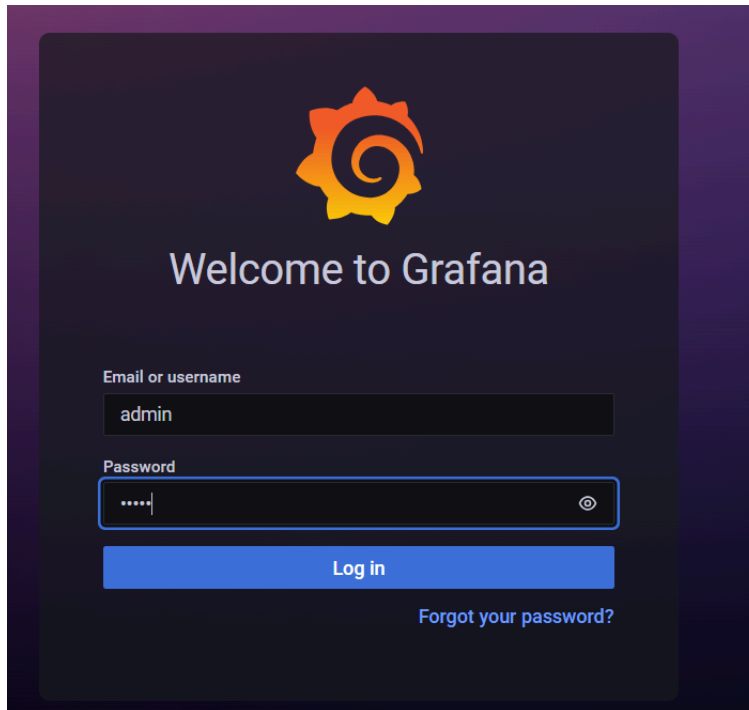 Welcome to Grafana
Email or username
admin
Password
•••••
Log in
Forgot your password?